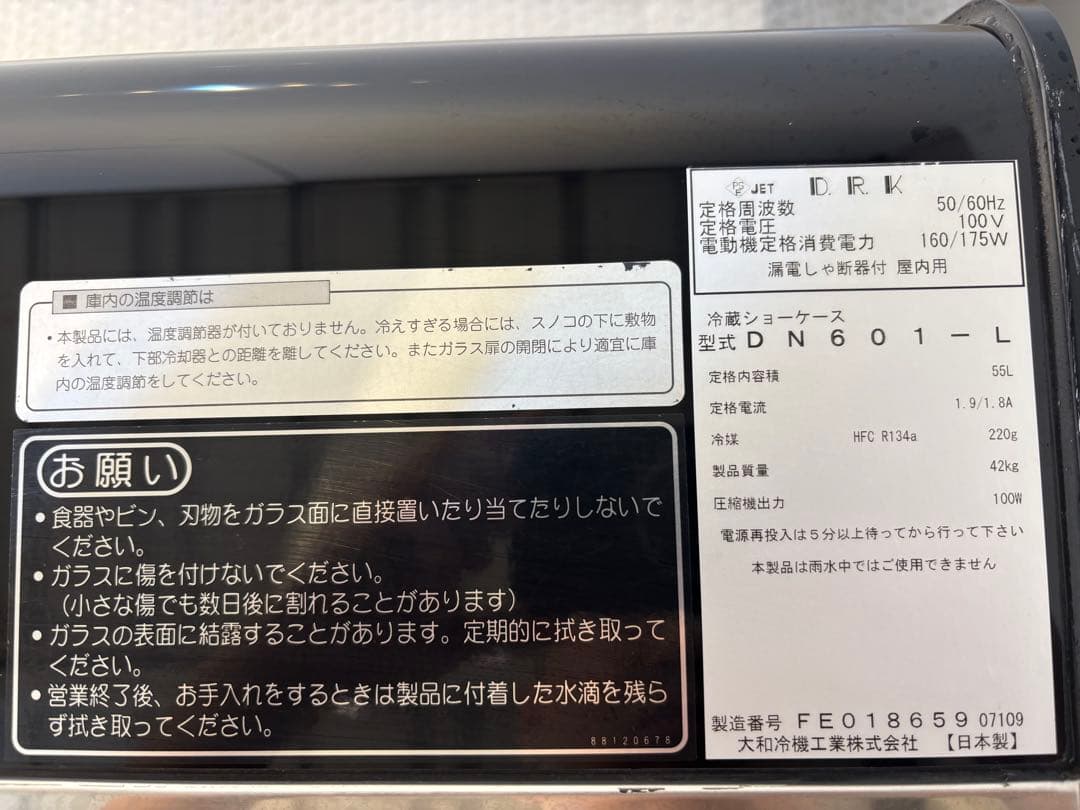 ■ 庫内の温度調節は
・本製品には、温度調節器が付いておりません。冷えすぎる場合には、スノコの下に敷物
を入れて、下部冷却器との距離を離してください。またガラス扉の開閉により適宜に庫
内の温度調節をしてください。
お願い
●食器やビン、刃物をガラス面に直接置いたり当てたりしないで
ください。
●ガラスに傷を付けないでください。
（小さな傷でも数日後に割れることがあります）
●ガラスの表面に結露することがあります。定期的に拭き取って
ください。
●営業終了後、お手入れをするときは製品に付着した水滴を残ら
ず拭き取ってください。
88120678
PS E JET D.R.K
定格周波数 50/60Hz
定格電圧 100V
電動機定格消費電力 160/175W
漏電しゃ断器付 屋内用
冷蔵ショーケース
型式 DN601-L
定格内容積 55L
定格電流 1.9/1.8A
冷媒 HFC R134a 220g
製品質量 42kg
圧縮機出力 100W
電源再投入は5分以上待ってから行って下さい
本製品は雨水中ではご使用できません
製造番号 FE018659 07109
大和冷機工業株式会社 【日本製】